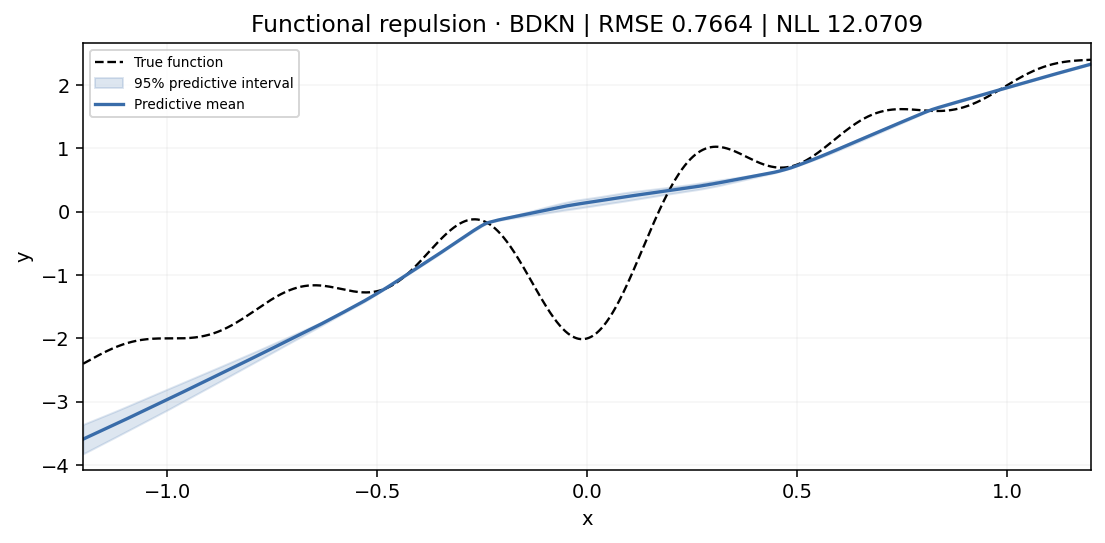 Functional repulsion · BDKN | RMSE 0.7664 | NLL 12.0709
True function
95% predictive interval
Predictive mean
2
1
0
−1
−2
−3
−4
y
−1.0
−0.5
0.0
0.5
1.0
x